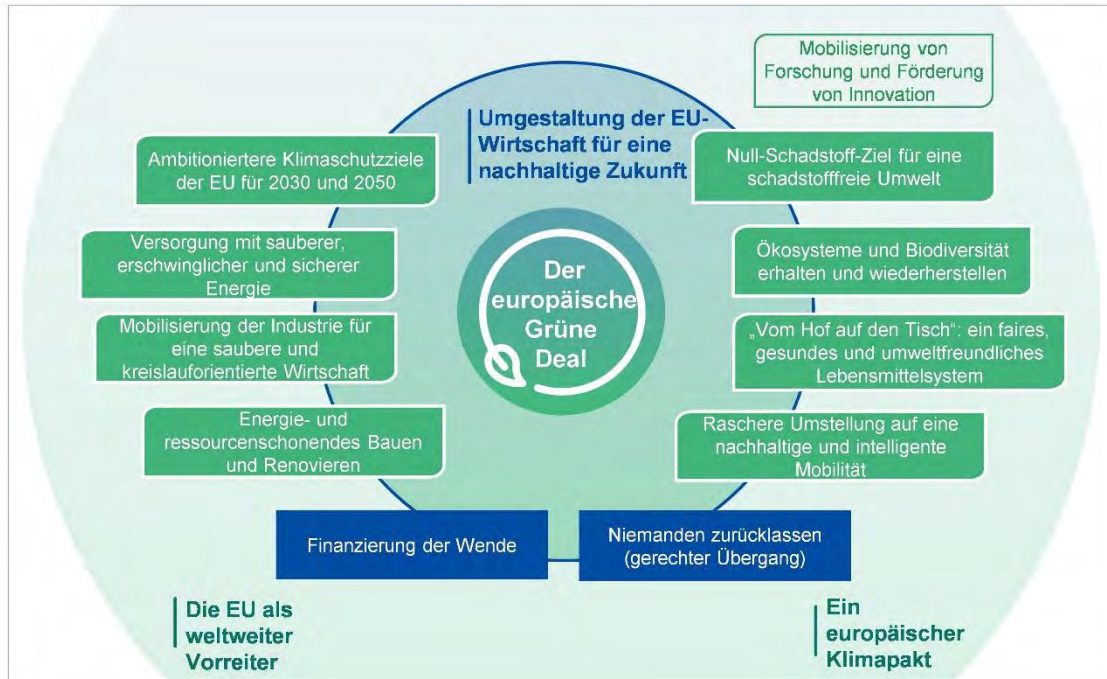 Mobilisierung von
Forschung und Förderung
von Innovation
Umgestaltung der EU-
Wirtschaft für eine
nachhaltige Zukunft
Ambitioniertere Klimaschutzziele
der EU für 2030 und 2050
Null-Schadstoff-Ziel für eine
schadstofffreie Umwelt
Versorgung mit sauberer,
erschwinglicher und sicherer
Energie
Ökosysteme und Biodiversität
erhalten und wiederherstellen
Der
europäische
Grüne
Deal
Mobilisierung der Industrie für
eine saubere und
kreislauforientierte Wirtschaft
„Vom Hof auf den Tisch“: ein faires,
gesundes und umweltfreundliches
Lebensmittelsystem
Energie- und
ressourcenschonendes Bauen
und Renovieren
Raschere Umstellung auf eine
nachhaltige und intelligente
Mobilität
Finanzierung der Wende
Niemanden zurücklassen
(gerechter Übergang)
Die EU als
weltweiter
Vorreiter
Ein
europäischer
Klimapakt